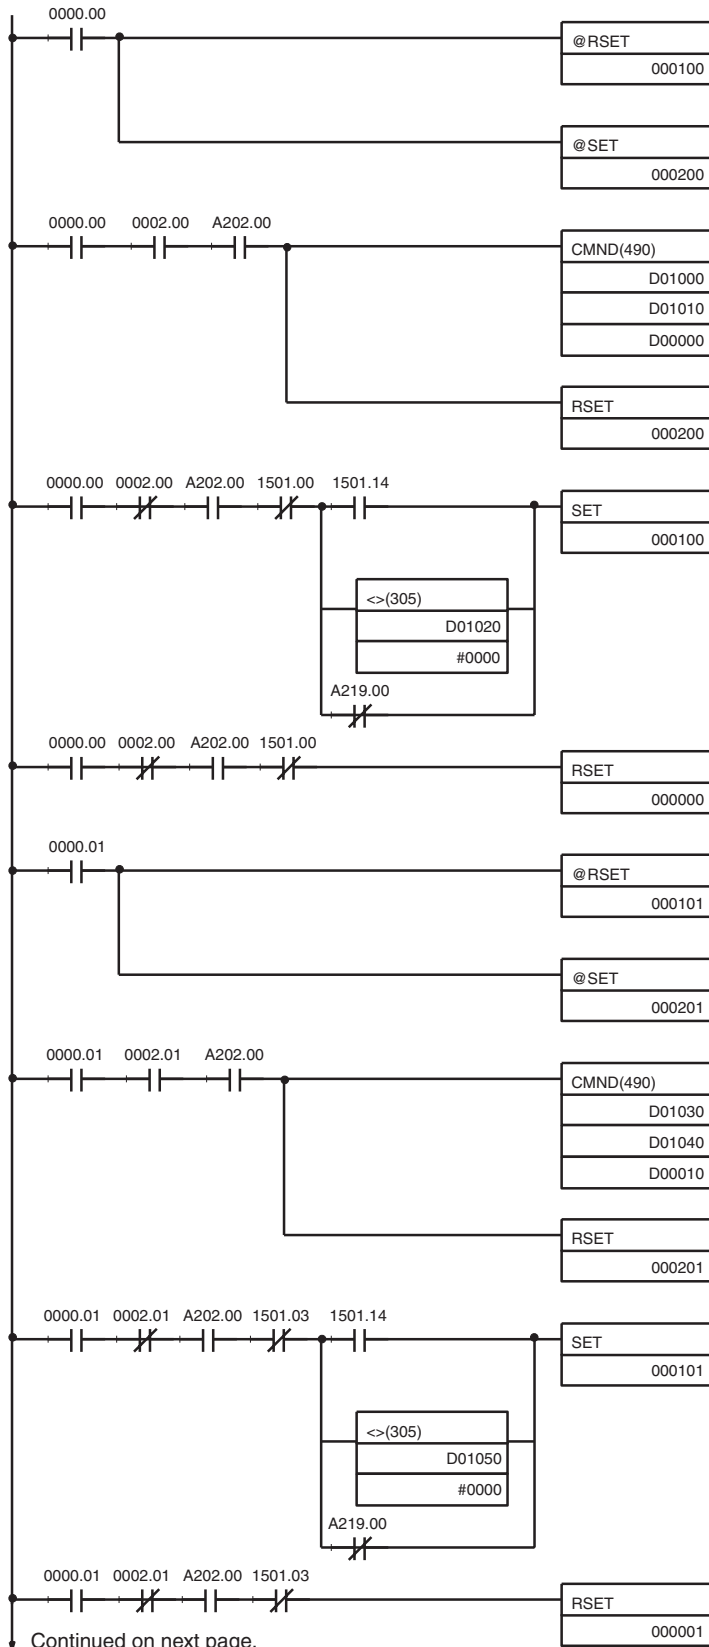 0000.00
@RSET
000100
@SET
000200
0000.00 0002.00 A202.00
CMND(490)
D01000
D01010
D00000
RSET
000200
0000.00 0002.00 A202.00 1501.00 1501.14
SET
000100
<>(305)
D01020
#0000
A219.00
0000.00 0002.00 A202.00 1501.00
RSET
000000
0000.01
@RSET
000101
@SET
000201
0000.01 0002.01 A202.00
CMND(490)
D01030
D01040
D00010
RSET
000201
0000.01 0002.01 A202.00 1501.03 1501.14
SET
000101
<>(305)
D01050
#0000
A219.00
0000.01 0002.01 A202.00 1501.03
RSET
000001
Continued on next page.